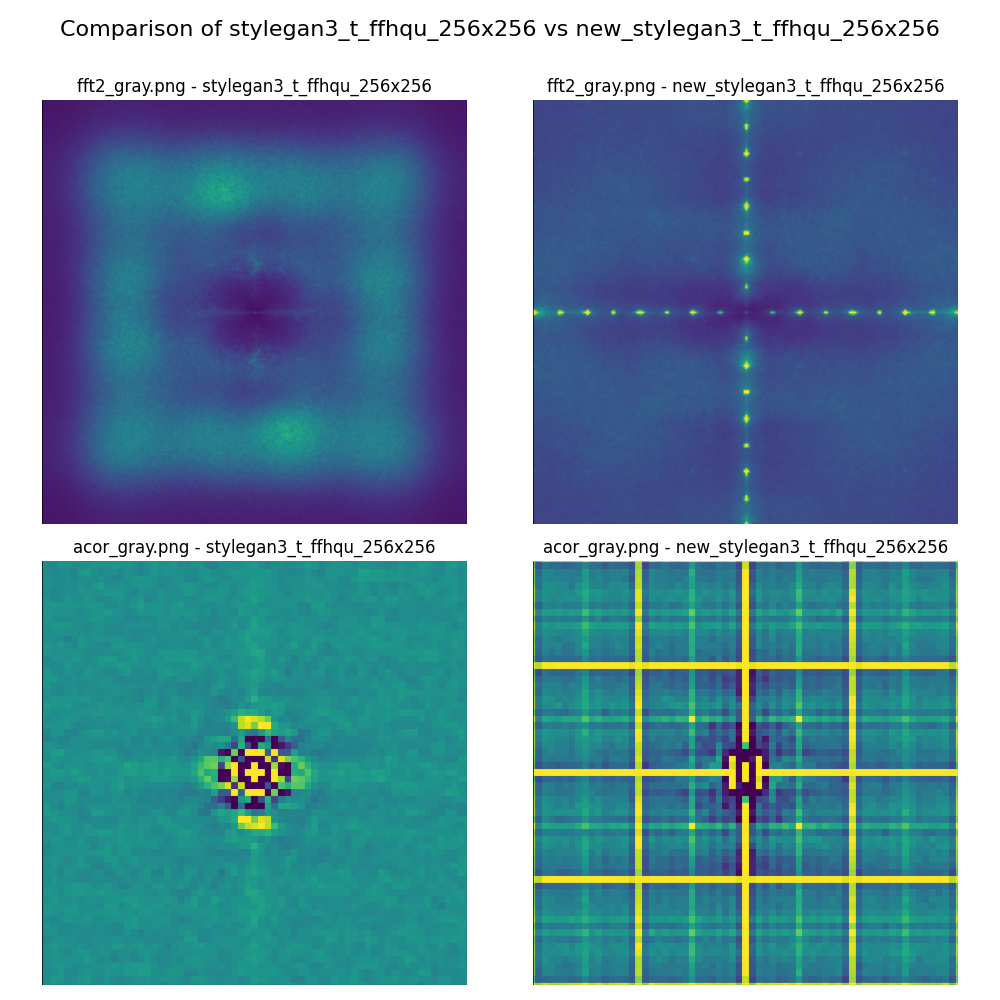 Comparison of stylegan3_t_ffhqu_256x256 vs new_stylegan3_t_ffhqu_256x256
fft2_gray.png - stylegan3_t_ffhqu_256x256
fft2_gray.png - new_stylegan3_t_ffhqu_256x256
acor_gray.png - stylegan3_t_ffhqu_256x256
acor_gray.png - new_stylegan3_t_ffhqu_256x256